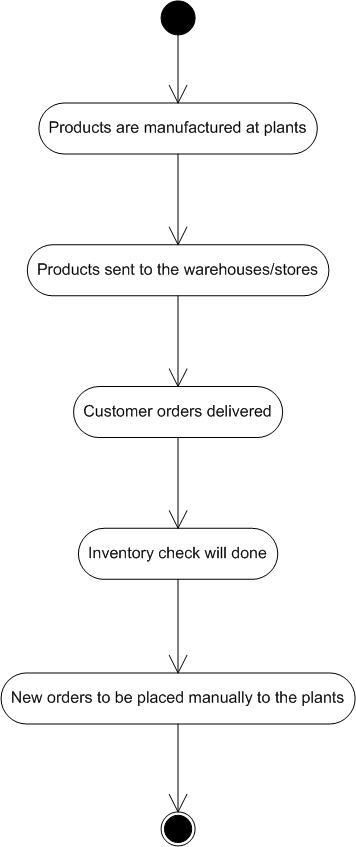 Products are manufactured at plants
Products sent to the warehouses/stores
Customer orders delivered
Inventory check will done
New orders to be placed manually to the plants